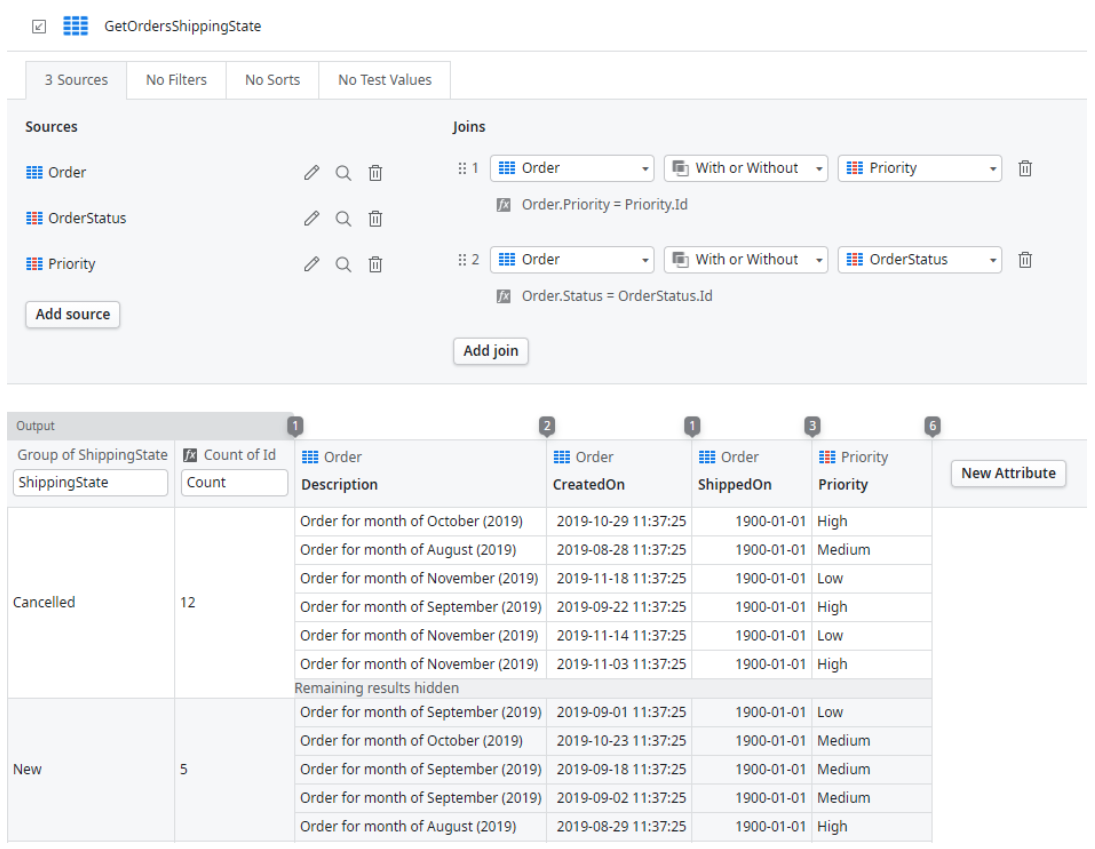 GetOrdersShippingState
3 Sources No Filters No Sorts No Test Values
Sources Joins
Order 1 Order With or Without Priority
fx Order.Priority = Priority.Id
OrderStatus
Priority 2 Order With or Without OrderStatus
fx Order.Status = OrderStatus.Id
Add source
Add join
Output 1 2 1 3 6
Group of ShippingState fx Count of Id Order Order Order Priority
ShippingState Count Description CreatedOn ShippedOn Priority New Attribute
Order for month of October (2019) 2019-10-29 11:37:25 1900-01-01 High
Order for month of August (2019) 2019-08-28 11:37:25 1900-01-01 Medium
Order for month of November (2019) 2019-11-18 11:37:25 1900-01-01 Low
Cancelled 12 Order for month of September (2019) 2019-09-22 11:37:25 1900-01-01 High
Order for month of November (2019) 2019-11-14 11:37:25 1900-01-01 Low
Order for month of November (2019) 2019-11-03 11:37:25 1900-01-01 High
Remaining results hidden
Order for month of September (2019) 2019-09-01 11:37:25 1900-01-01 Low
Order for month of October (2019) 2019-10-23 11:37:25 1900-01-01 Medium
New 5 Order for month of September (2019) 2019-09-18 11:37:25 1900-01-01 Medium
Order for month of September (2019) 2019-09-02 11:37:25 1900-01-01 Medium
Order for month of August (2019) 2019-08-29 11:37:25 1900-01-01 High